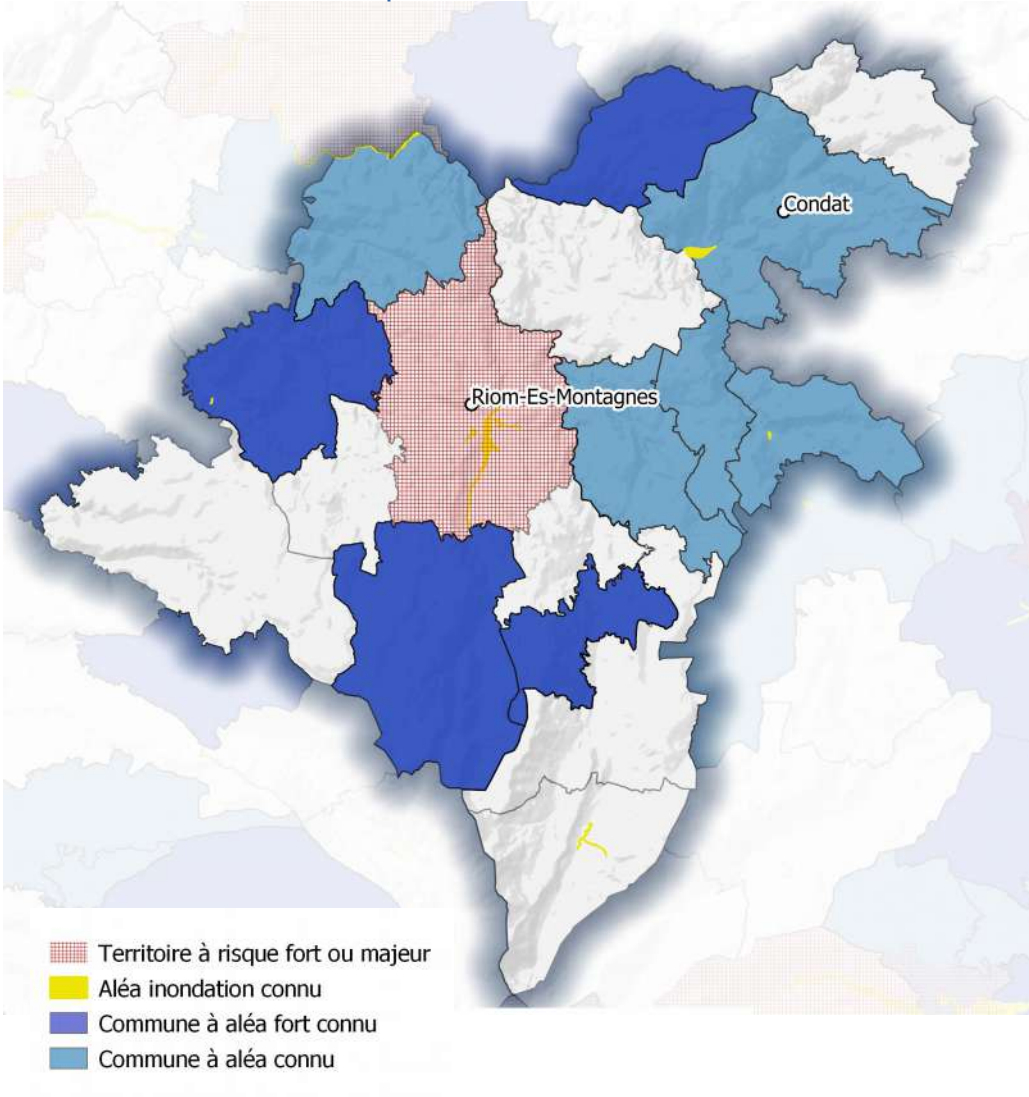 Condat
Riom-Es-Montagnes
Territoire à risque fort ou majeur
Aléa inondation connu
Commune à aléa fort connu
Commune à aléa connu